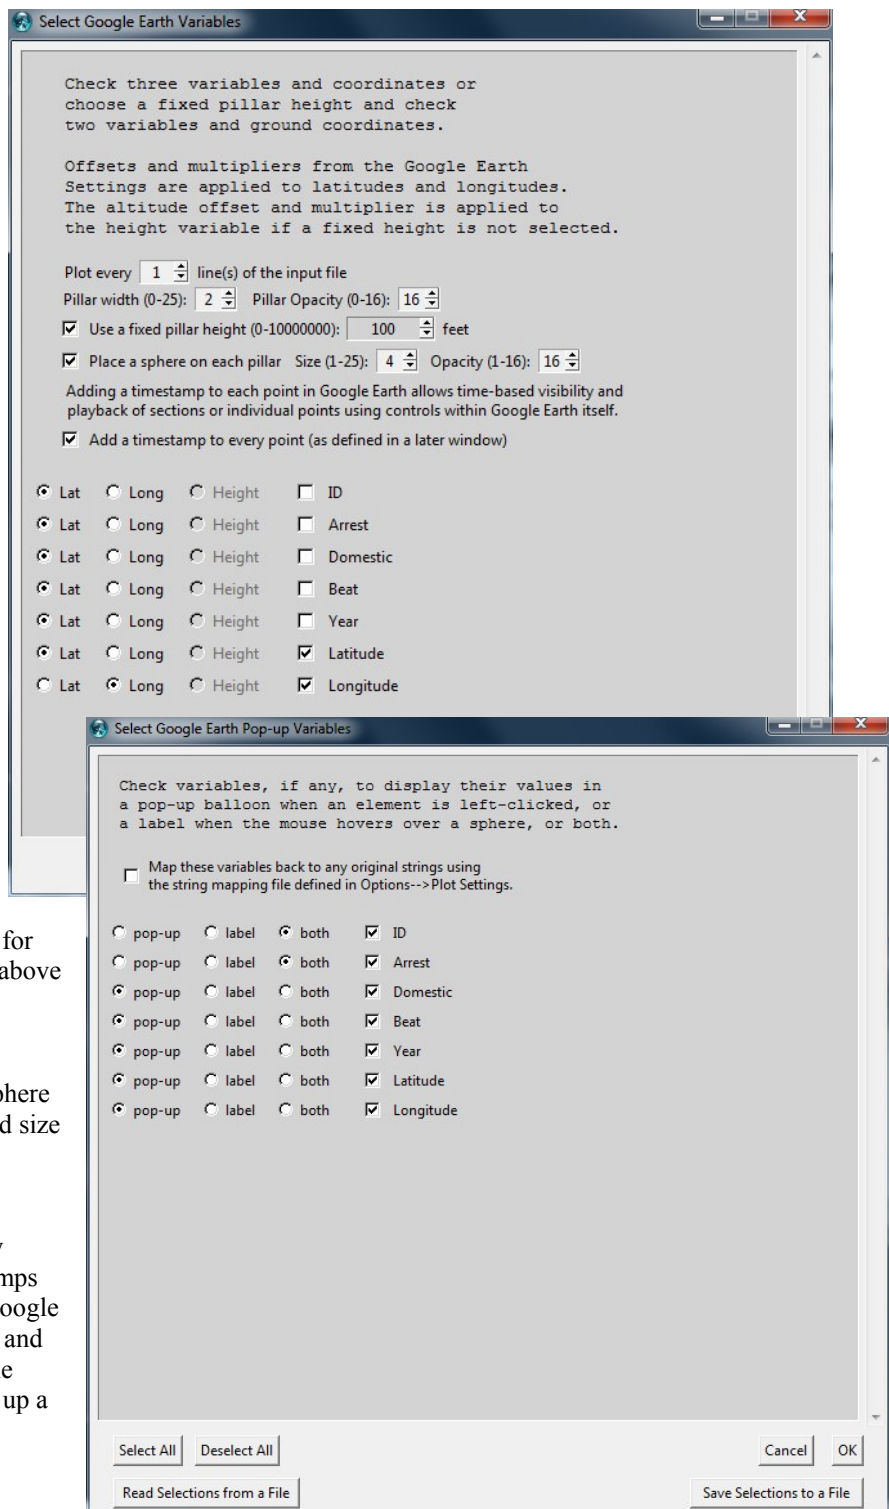 Select Google Earth Variables
Check three variables and coordinates or
choose a fixed pillar height and check
two variables and ground coordinates.
Offsets and multipliers from the Google Earth
Settings are applied to latitudes and longitudes.
The altitude offset and multiplier is applied to
the height variable if a fixed height is not selected.
Plot every 1 line(s) of the input file
Pillar width (0-25): 2 Pillar Opacity (0-16): 16
Use a fixed pillar height (0-10000000): 100 feet
Place a sphere on each pillar Size (1-25): 4 Opacity (1-16): 16
Adding a timestamp to each point in Google Earth allows time-based visibility and
playback of sections or individual points using controls within Google Earth itself.
Add a timestamp to every point (as defined in a later window)
Lat Long Height ID
Lat Long Height Arrest
Lat Long Height Domestic
Lat Long Height Beat
Lat Long Height Year
Lat Long Height Latitude
Lat Long Height Longitude
Select Google Earth Pop-up Variables
Check variables, if any, to display their values in
a pop-up balloon when an element is left-clicked, or
a label when the mouse hovers over a sphere, or both.
Map these variables back to any original strings using
the string mapping file defined in Options-->Plot Settings.
pop-up label both ID
pop-up label both Arrest
pop-up label both Domestic
pop-up label both Beat
pop-up label both Year
pop-up label both Latitude
pop-up label both Longitude
Select All Deselect All Cancel OK
Read Selections from a File Save Selections to a File
for
above
size
and
up a